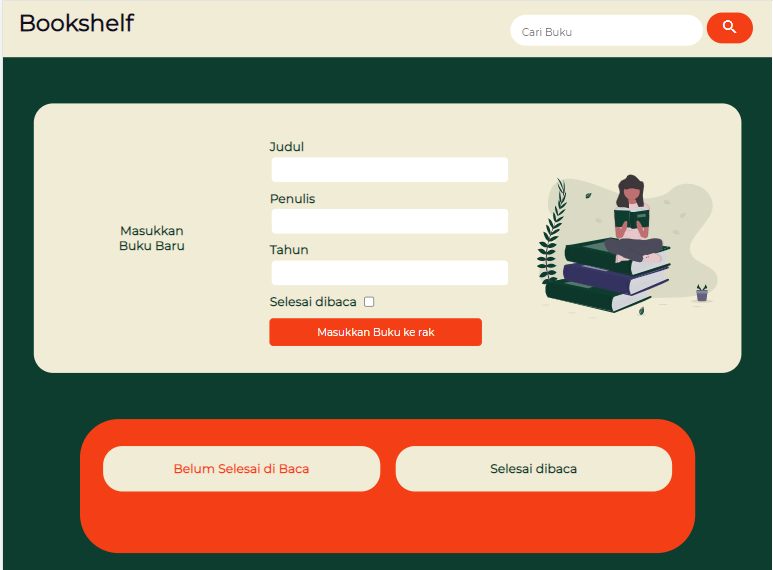 Bookshelf
Cari Buku
Judul
Penulis
Masukkan
Buku Baru
Tahun
Selesai dibaca
Masukkan Buku ke rak
Belum Selesai di Baca
Selesai dibaca